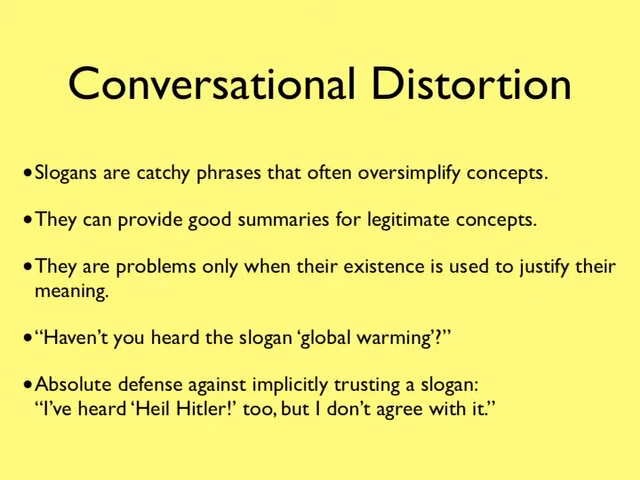 Conversational Distortion
•Slogans are catchy phrases that often oversimplify concepts.
•They can provide good summaries for legitimate concepts.
•They are problems only when their existence is used to justify their
meaning.
•“Haven’t you heard the slogan ‘global warming’?”
•Absolute defense against implicitly trusting a slogan:
“I’ve heard ‘Heil Hitler!’ too, but I don’t agree with it.”